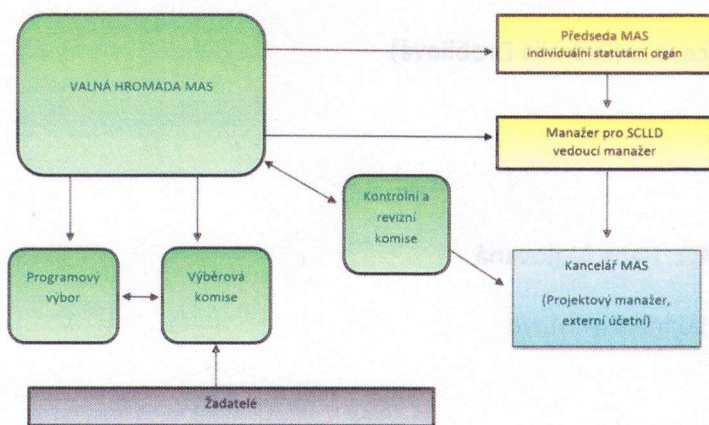 Předseda MAS
individuální statutární orgán
VALNÁ HROMADA MAS
Manažer pro SCLLD
vedoucí manažer
Kontrolní a
revizní
komise
Programový
výbor
Výběrová
komise
Kancelář MAS
(Projektový manažer,
externí účetní)
Žadatelé